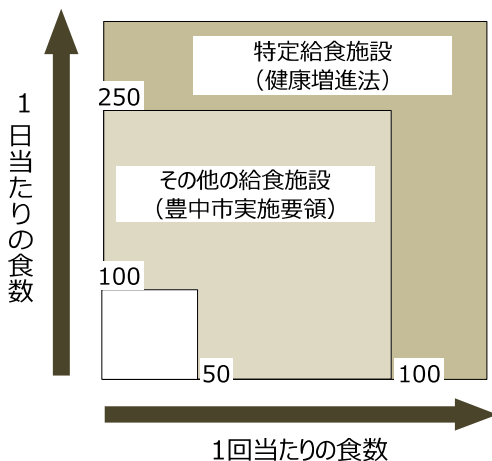 特定給食施設
（健康増進法）
250
その他の給食施設
（豊中市実施要領）
100
50
100
1日当たりの食数
1回当たりの食数